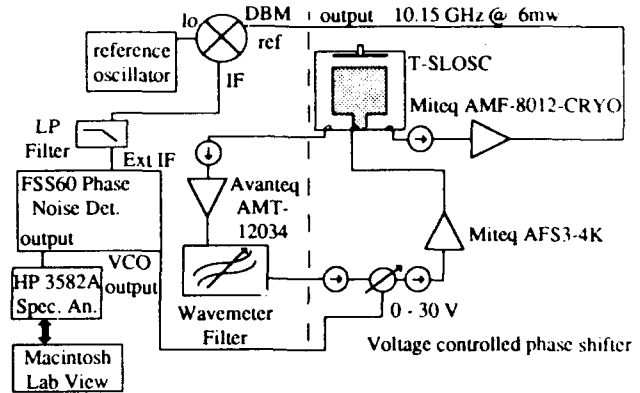 lo
DBM
output 10.15 GHz @ 6mw
reference
oscillator
ref
IF
T-SLOSC
LP
Filter
Miteq AMF-8012-CRYO
Ext IF
FSS60 Phase
Noise Det.
output
Avanteq
AMT-
12034
Miteq AFS3-4K
VCO
output
HP 3582A
Spec. An.
Wavemeter
Filter
0 - 30 V
Voltage controlled phase shifter
Macintosh
Lab View